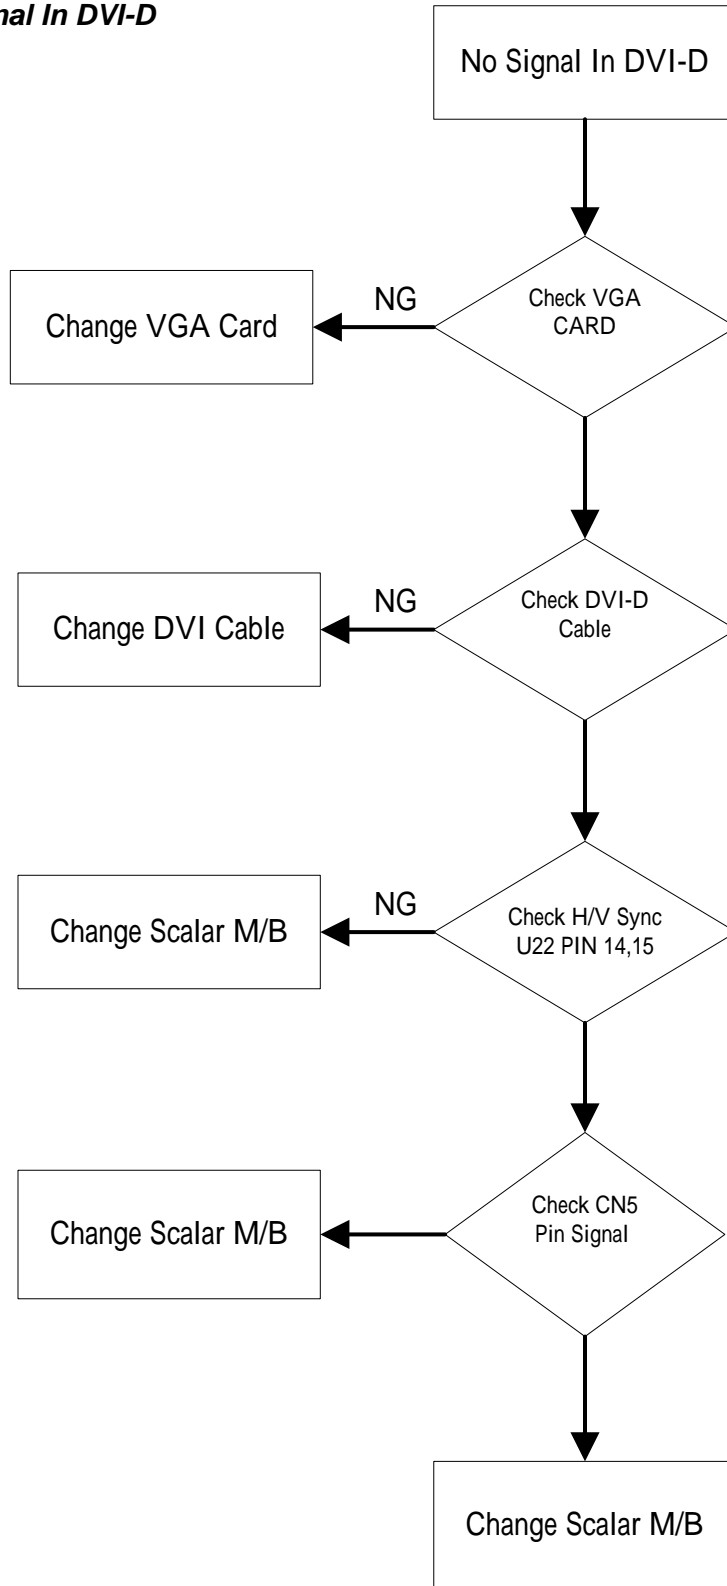 In DVI-D
No Signal In DVI-D
NG
Check VGA
CARD
Change VGA Card
NG
Check DVI-D
Cable
Change DVI Cable
NG
Check H/V Sync
U22 PIN 14,15
Change Scalar M/B
Check CN5
Pin Signal
Change Scalar M/B
Change Scalar M/B